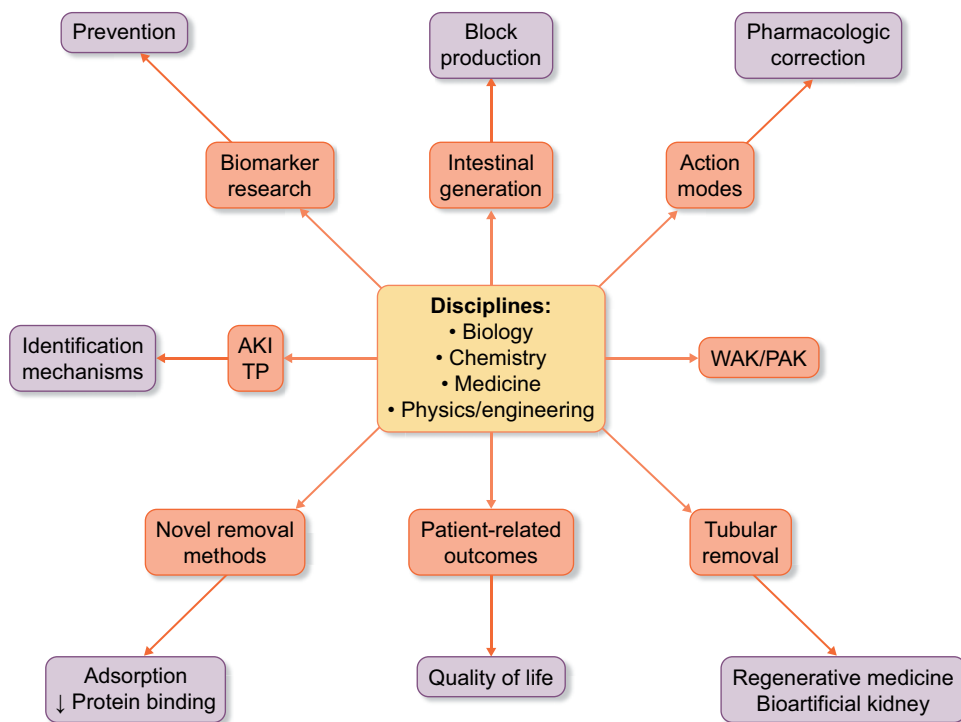 Prevention
Block
production
Pharmacologic
correction
Biomarker
research
Intestinal
generation
Action
modes
Disciplines:
• Biology
• Chemistry
• Medicine
• Physics/engineering
Identification
mechanisms
AKI
TP
WAK/PAK
Novel removal
methods
Patient-related
outcomes
Tubular
removal
Adsorption
↓ Protein binding
Quality of life
Regenerative medicine
Bioartificial kidney